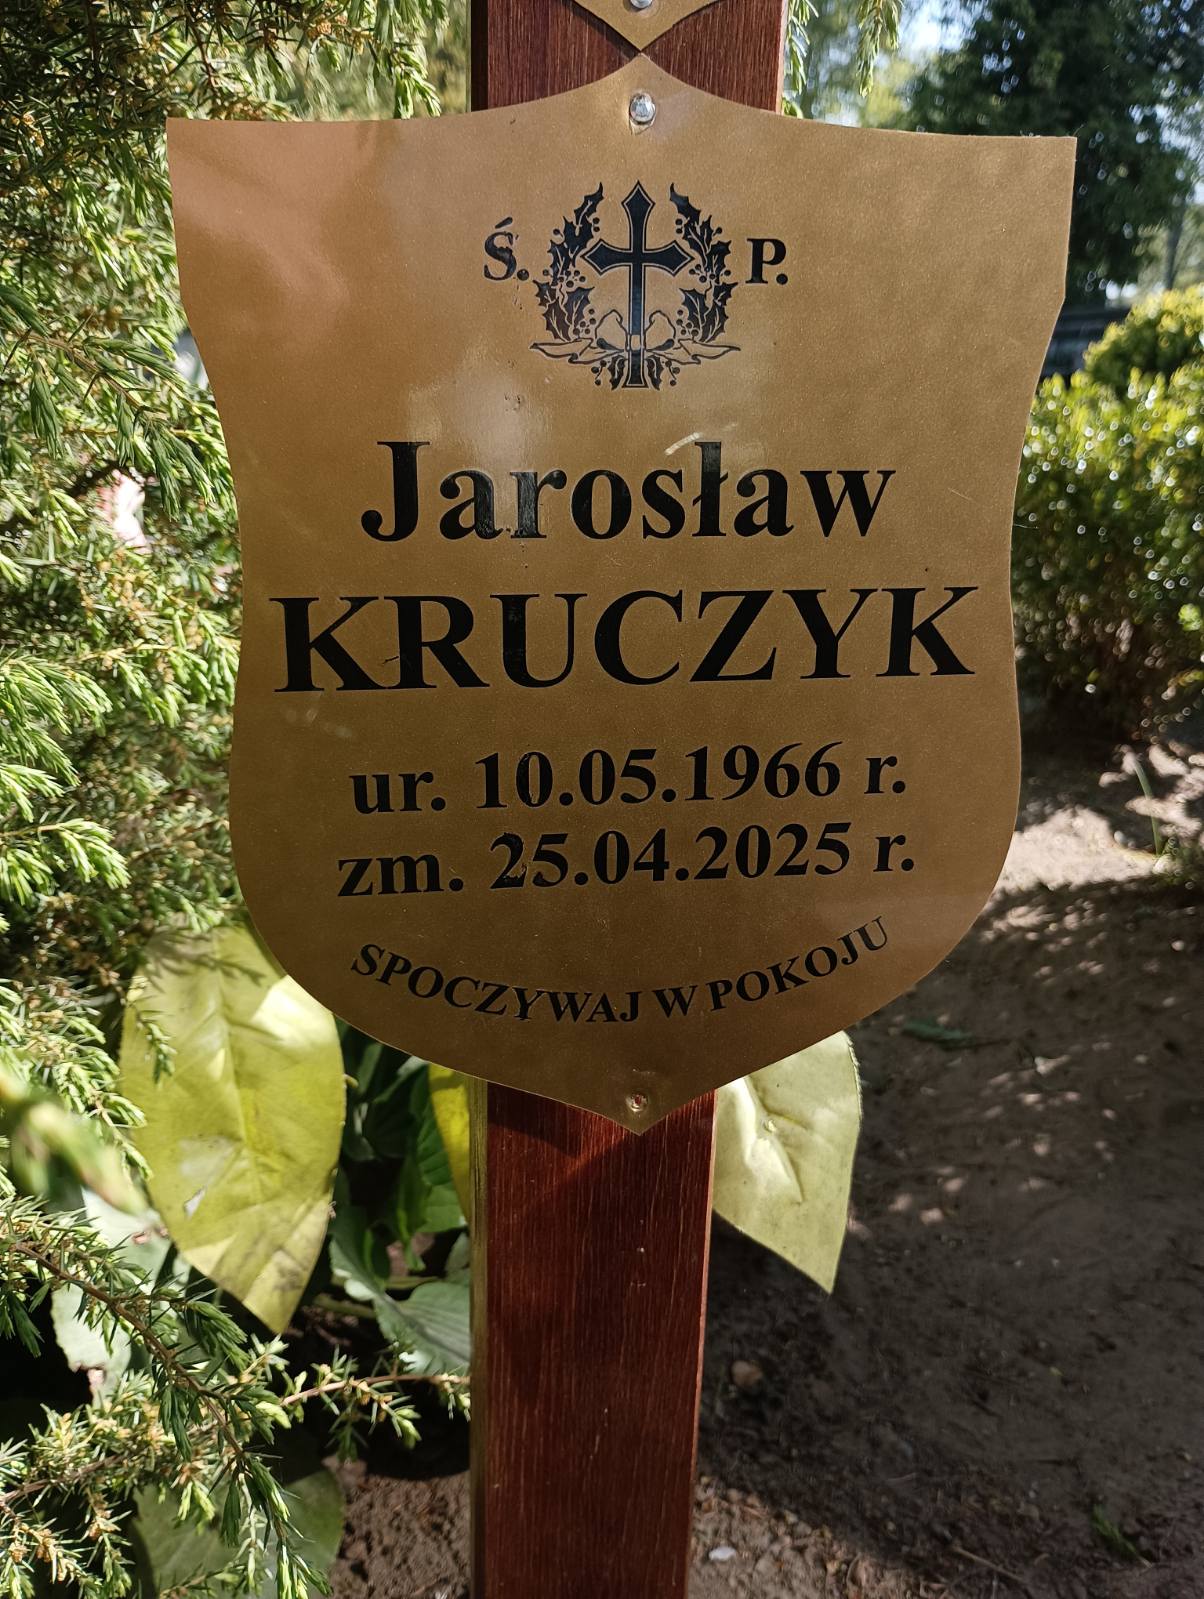 Ś. P.
Jarosław
KRUCZYK
ur. 10.05.1966 r.
zm. 25.04.2025 r.
SPOCZYWAJ W POKOJU